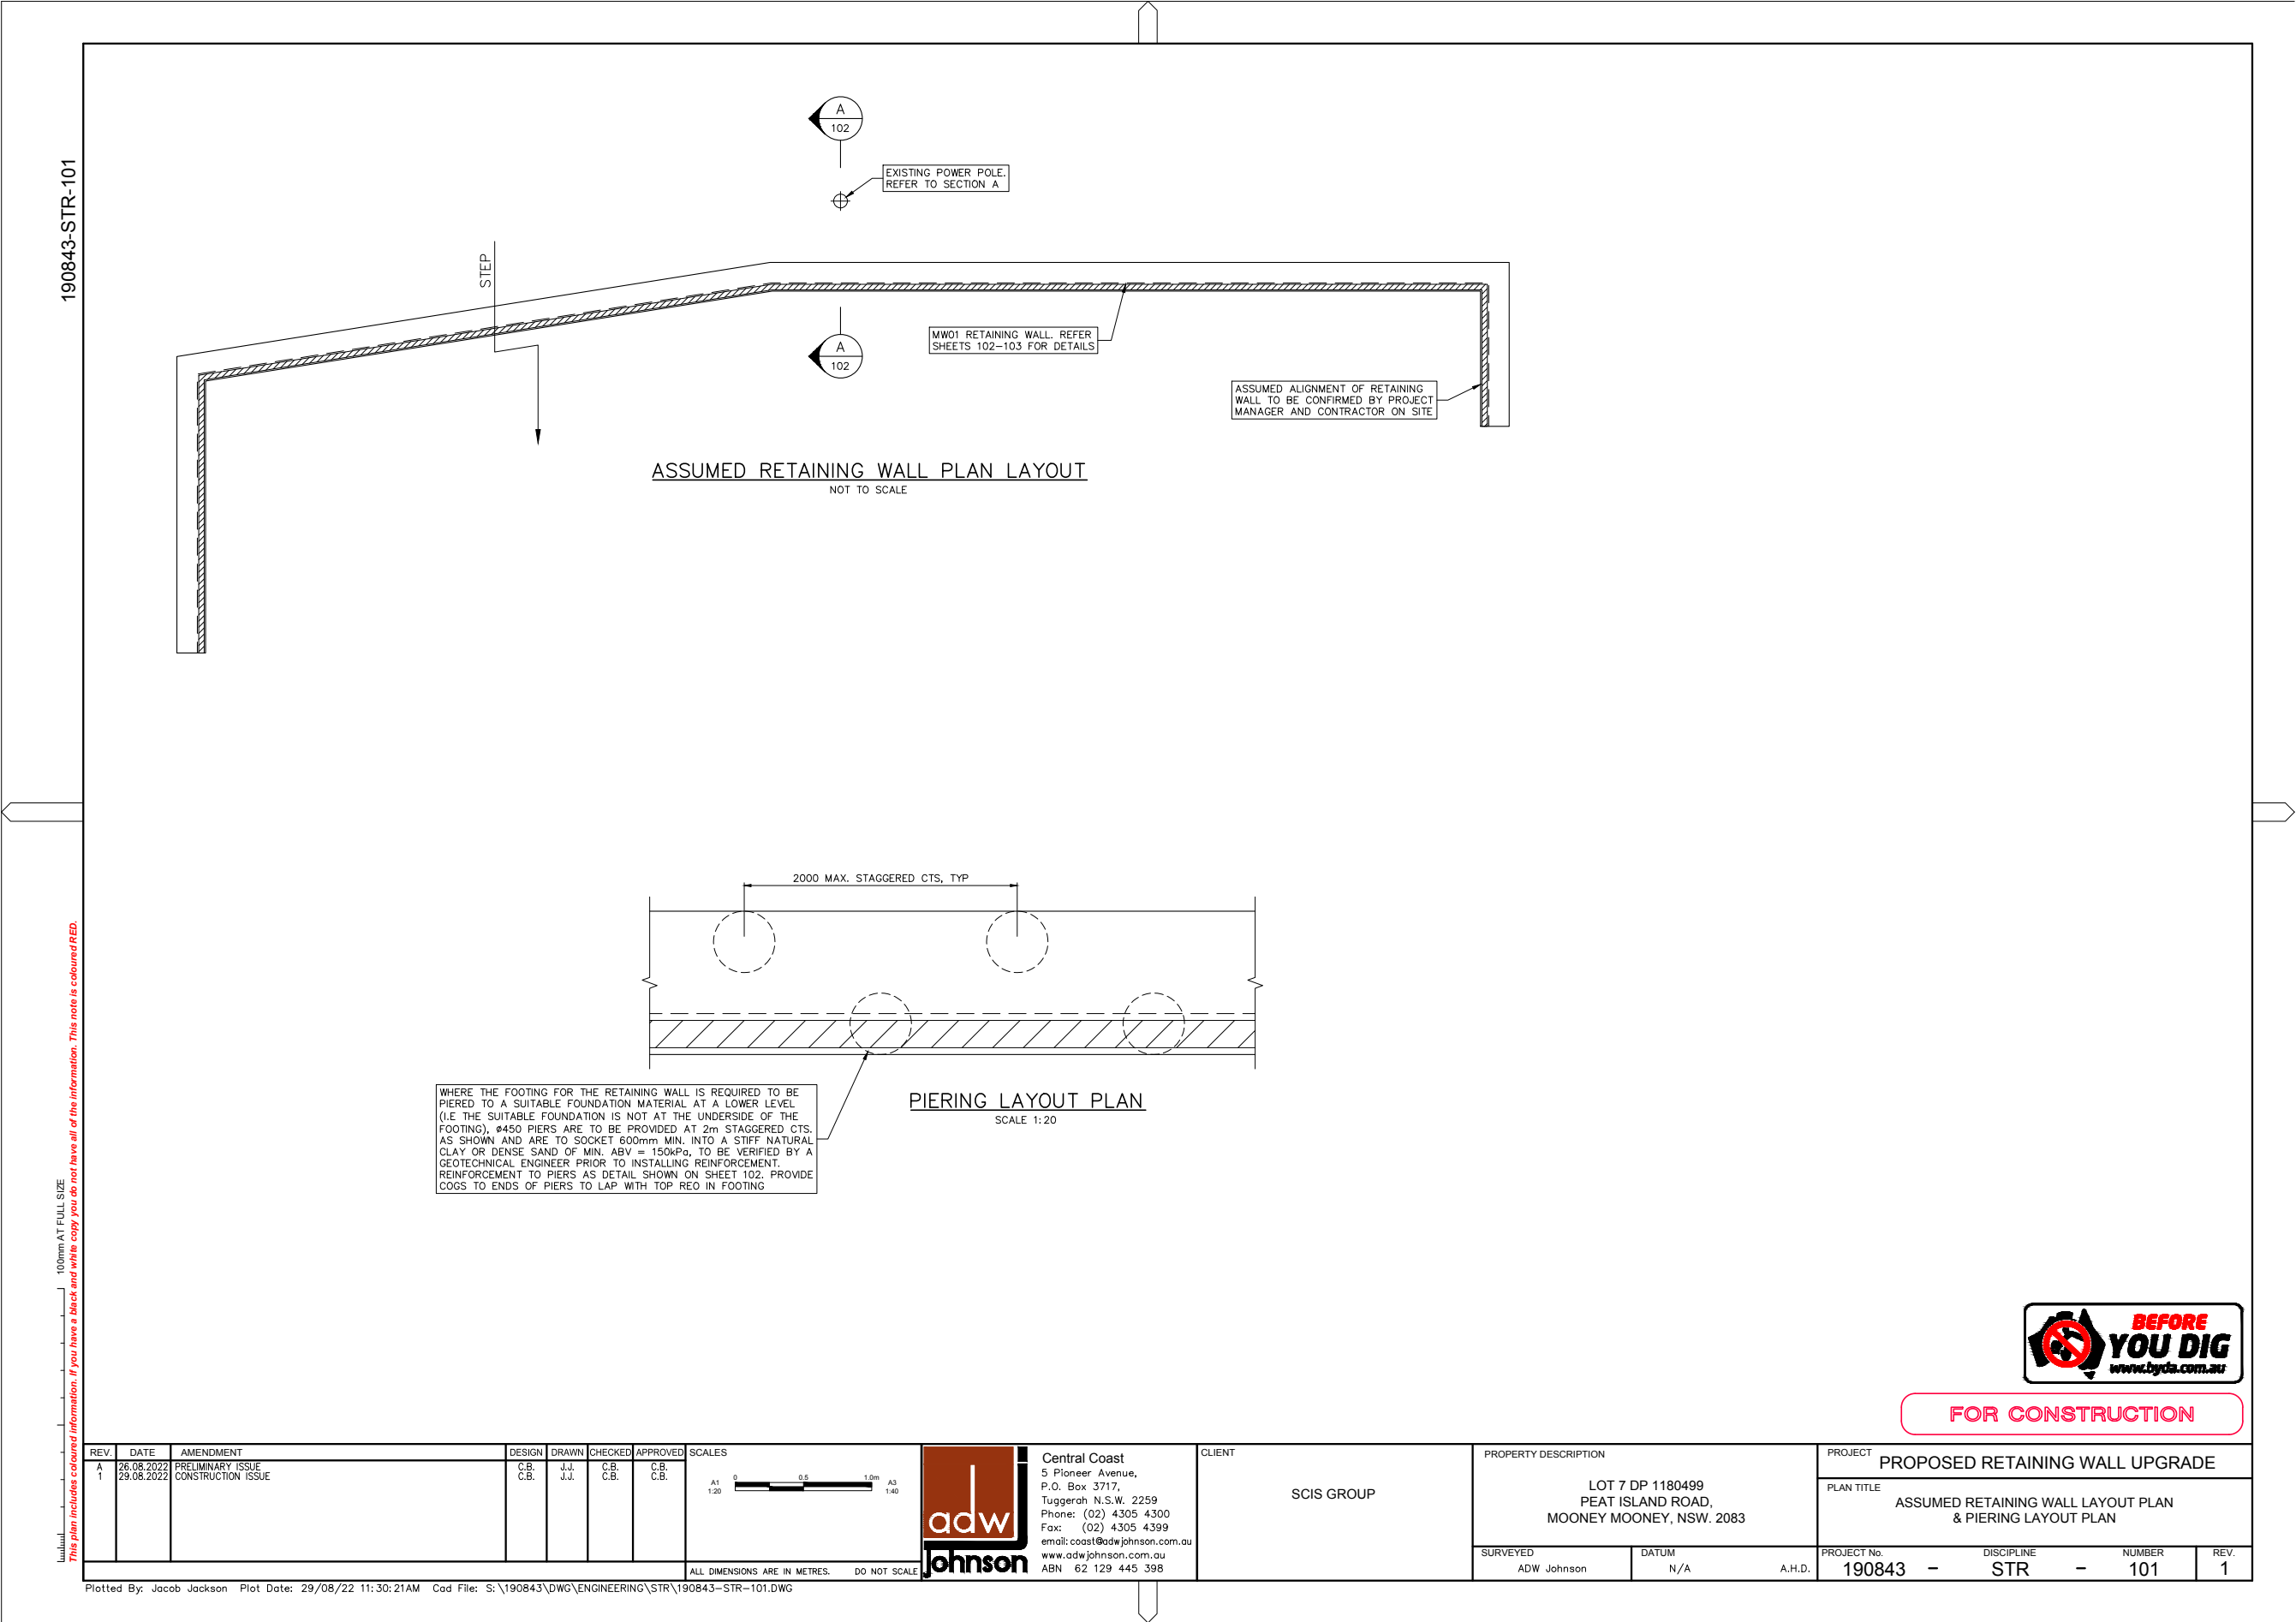 190843-STR-101
A
102
EXISTING POWER POLE.
REFER TO SECTION A
STEP
MW01 RETAINING WALL. REFER
SHEETS 102-103 FOR DETAILS
A
102
ASSUMED ALIGNMENT OF RETAINING
WALL TO BE CONFIRMED BY PROJECT
MANAGER AND CONTRACTOR ON SITE
ASSUMED RETAINING WALL PLAN LAYOUT
NOT TO SCALE
2000 MAX. STAGGERED CTS, TYP
WHERE THE FOOTING FOR THE RETAINING WALL IS REQUIRED TO BE
PIERED TO A SUITABLE FOUNDATION MATERIAL AT A LOWER LEVEL
(I.E THE SUITABLE FOUNDATION IS NOT AT THE UNDERSIDE OF THE
FOOTING), ø450 PIERS ARE TO BE PROVIDED AT 2m STAGGERED CTS.
AS SHOWN AND ARE TO SOCKET 600mm MIN. INTO A STIFF NATURAL
CLAY OR DENSE SAND OF MIN. ABV = 150kPa, TO BE VERIFIED BY A
GEOTECHNICAL ENGINEER PRIOR TO INSTALLING REINFORCEMENT.
REINFORCEMENT TO PIERS AS DETAIL SHOWN ON SHEET 102. PROVIDE
COGS TO ENDS OF PIERS TO LAP WITH TOP REO IN FOOTING
PIERING LAYOUT PLAN
SCALE 1:20
100mm AT FULL SIZE
This plan includes coloured information. If you have a black and white copy you do not have all of the information. This note is coloured RED.
BEFORE
YOU DIG
www.byda.com.au
FOR CONSTRUCTION
REV. DATE AMENDMENT DESIGN DRAWN CHECKED APPROVED
A 26.08.2022 PRELIMINARY ISSUE C.B. J.J. C.B. C.B.
1 29.08.2022 CONSTRUCTION ISSUE C.B. J.J. C.B. C.B.
SCALES
A1
1:20
0 0.5 1.0m
A3
1:40
ALL DIMENSIONS ARE IN METRES. DO NOT SCALE
adw
johnson
Central Coast
5 Pioneer Avenue,
P.O. Box 3717,
Tuggerah N.S.W. 2259
Phone: (02) 4305 4300
Fax: (02) 4305 4399
email: coast@adwjohnson.com.au
www.adwjohnson.com.au
ABN 62 129 445 398
CLIENT
SCIS GROUP
PROPERTY DESCRIPTION
LOT 7 DP 1180499
PEAT ISLAND ROAD,
MOONEY MOONEY, NSW. 2083
SURVEYED
ADW Johnson
DATUM
N/A A.H.D.
PROJECT
PROPOSED RETAINING WALL UPGRADE
PLAN TITLE
ASSUMED RETAINING WALL LAYOUT PLAN
& PIERING LAYOUT PLAN
PROJECT No. DISCIPLINE NUMBER REV.
190843 - STR - 101 1
Plotted By: Jacob Jackson Plot Date: 29/08/22 11:30:21AM Cad File: S:\190843\DWG\ENGINEERING\STR\190843-STR-101.DWG